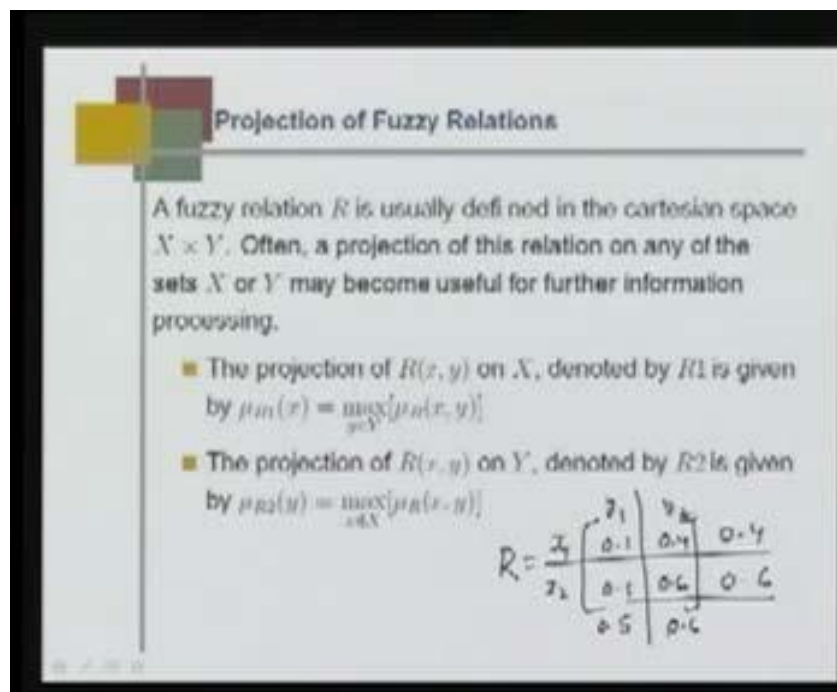 Projection of Fuzzy Relations
A fuzzy relation R is usually defined in the cartesian space
X × Y. Often, a projection of this relation on any of the
sets X or Y may become useful for further information
processing.
The projection of R(x, y) on X, denoted by R1 is given
by μR1(x) = max y∈Y [μR(x, y)]
The projection of R(x, y) on Y, denoted by R2 is given
by μR2(y) = max x∈X [μR(x, y)]
y1 y2
R = x1 0.1 0.4 0.4
x2 0.1 0.6 0.6
0.5 0.6